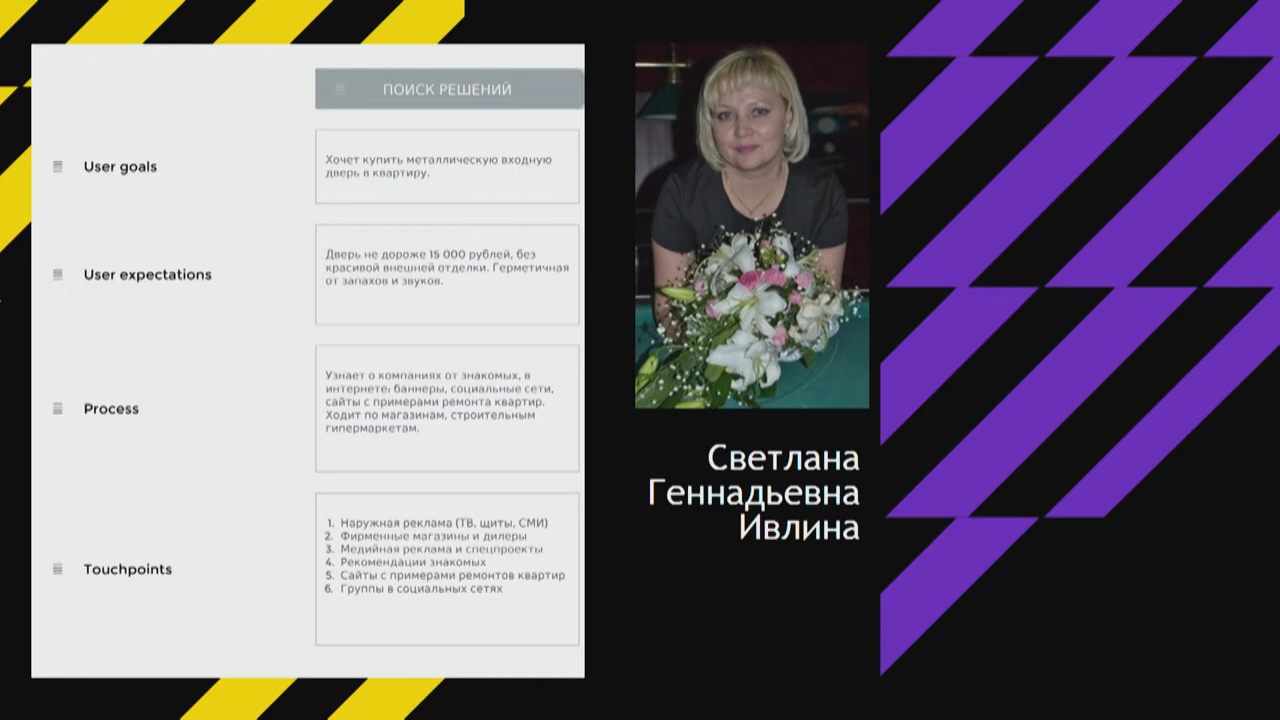 ПОИСК РЕШЕНИЙ
User goals
Хочет купить металлическую входную
дверь в квартиру.
User expectations
Дверь не дороже 15 000 рублей, без
красивой внешней отделки. Герметичная
от запахов и звуков.
Process
Узнает о компаниях от знакомых, в
интернете: баннеры, социальные сети,
сайты с примерами ремонта квартир.
Ходит по магазинам, строительным
гипермаркетам.
Touchpoints
1. Наружная реклама (ТВ, щиты, СМИ)
2. Фирменные магазины и дилеры
3. Медийная реклама и спецпроекты
4. Рекомендации знакомых
5. Сайты с примерами ремонтов квартир
6. Группы в социальных сетях
Светлана
Геннадьевна
Ивлина